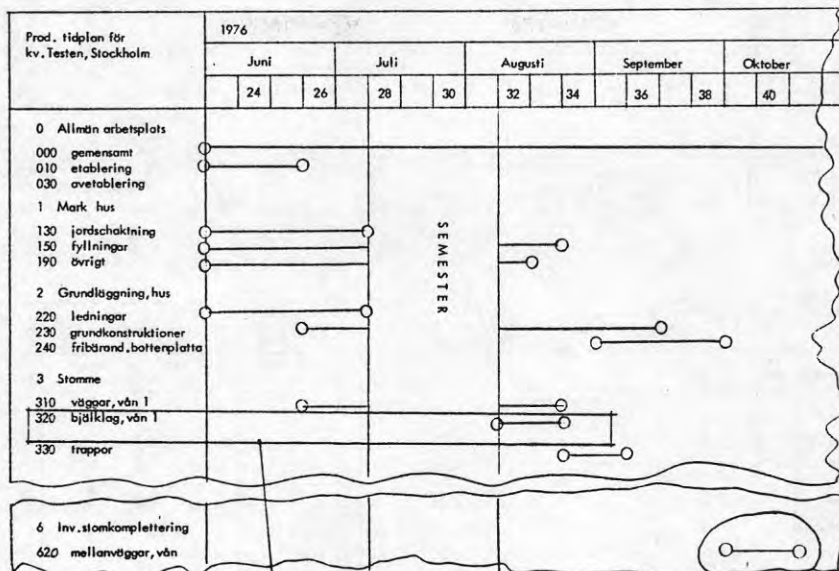 Prod. tidplan för
kv. Testen, Stockholm
1976
Juni Juli Augusti September Oktober
24 26 28 30 32 34 36 38 40
0 Allmän arbetsplats
000 gemensamt
010 etablering
030 avetablering
1 Mark hus
130 jordschaktning
150 fyllningar
190 övrigt
SEMESTER
2 Grundläggning, hus
220 ledningar
230 grundkonstruktioner
240 fribärand. bottenplatta
3 Stomme
310 väggar, vån 1
320 bjälklag, vån 1
330 trappor
6 Inv. stomkomplettering
620 mellanväggar, vån